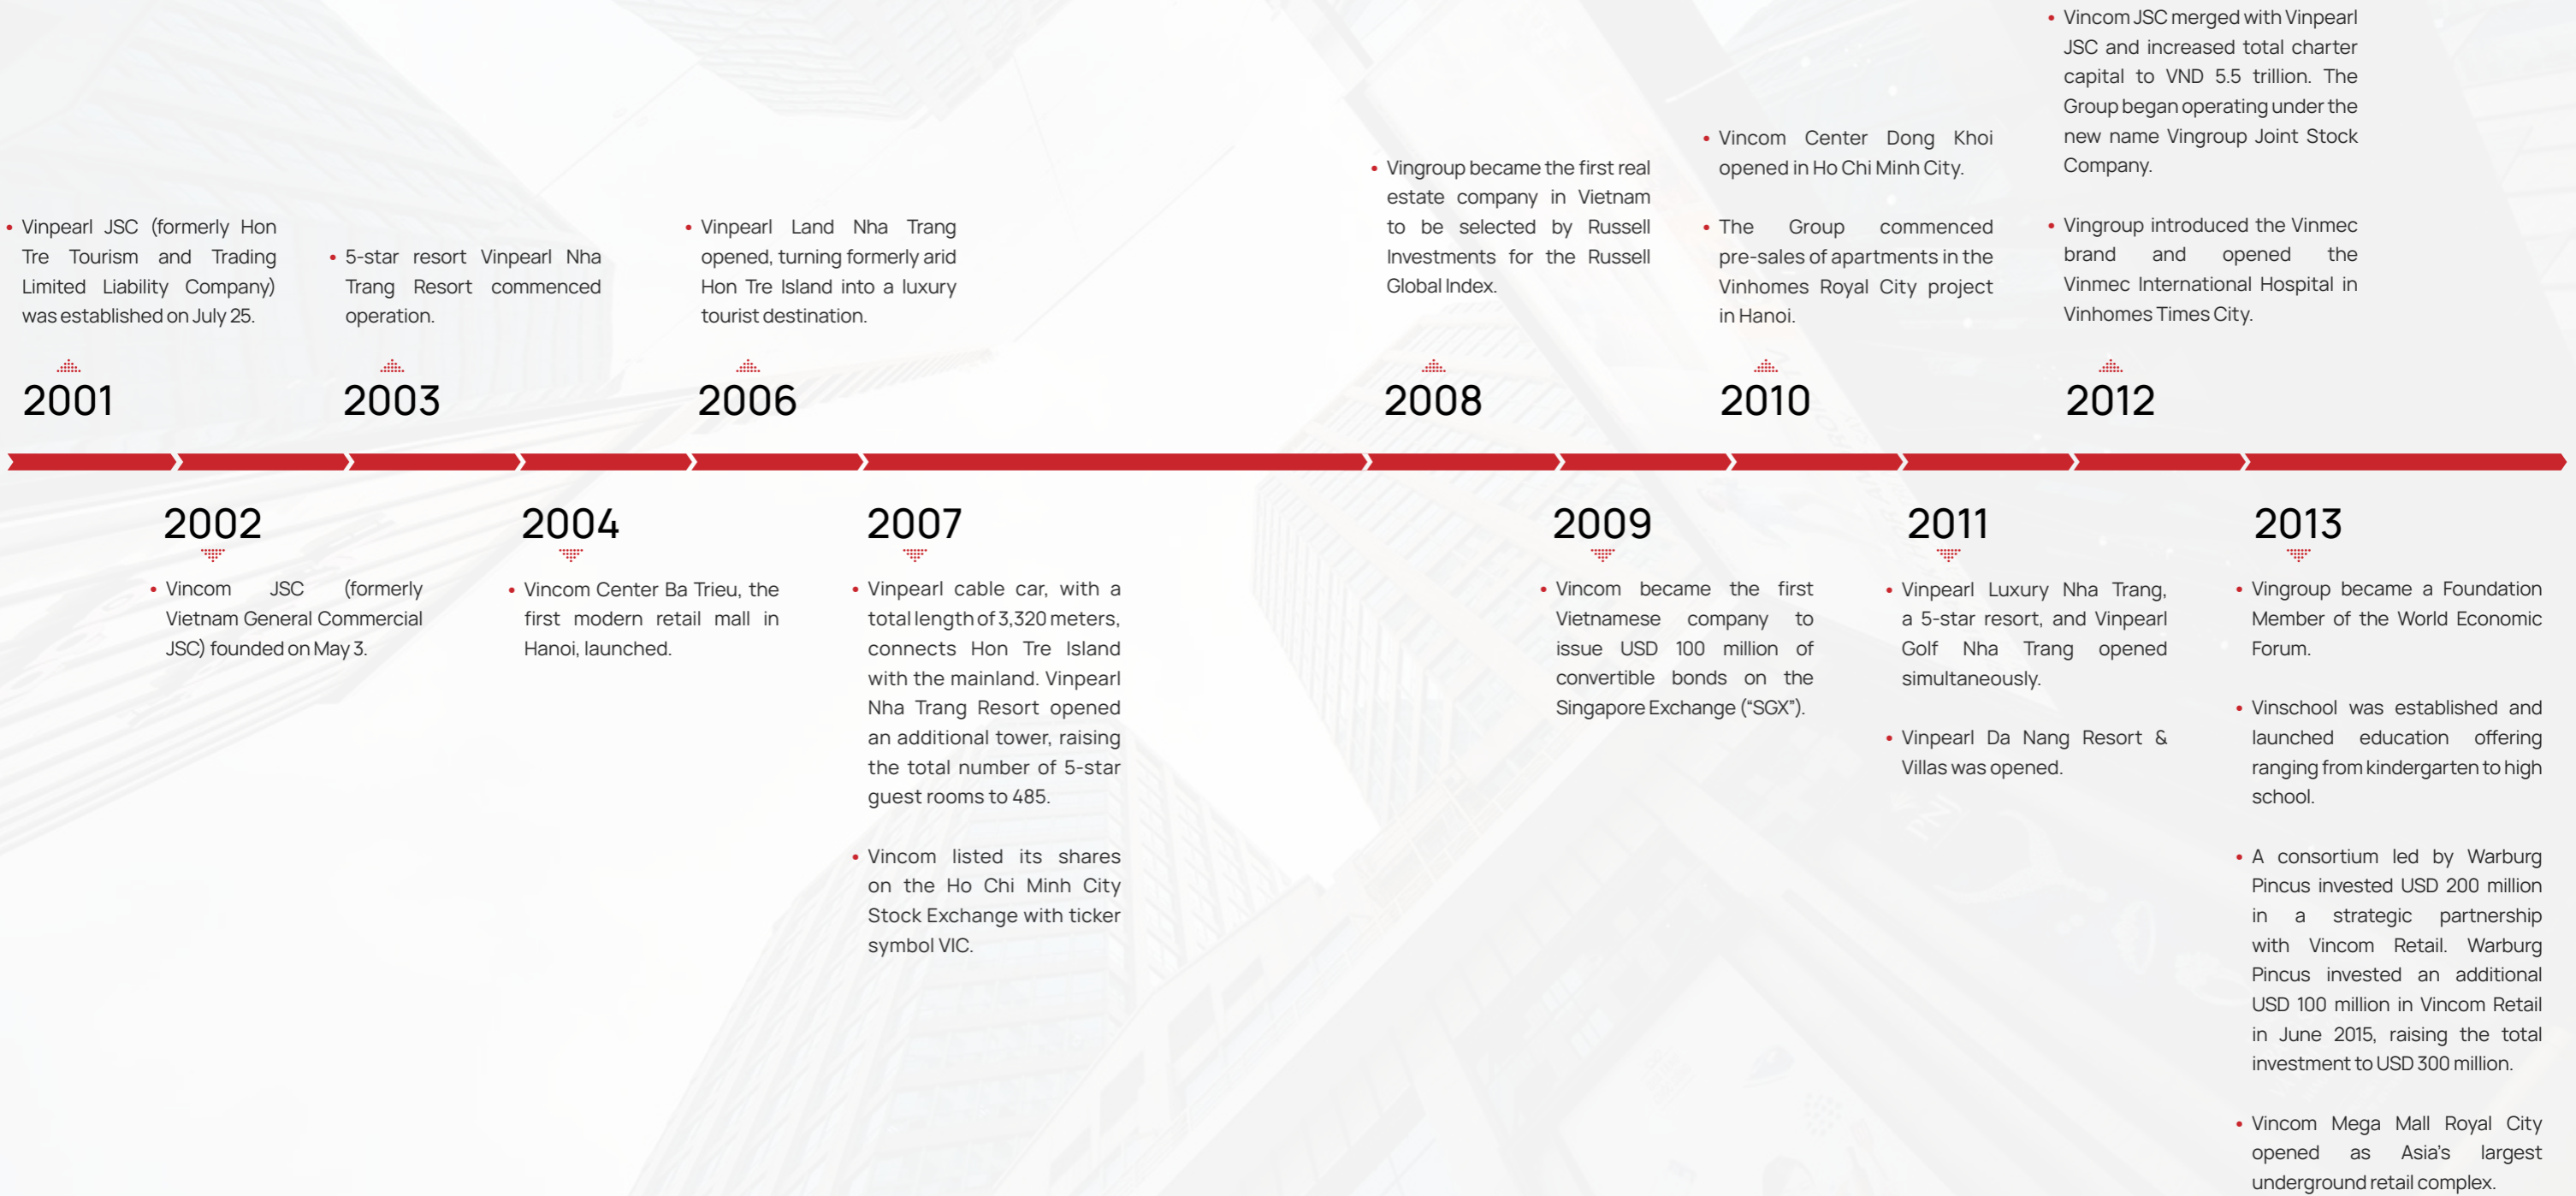 • Vinpearl JSC (formerly Hon
Tre Tourism and Trading
Limited Liability Company)
was established on July 25.
2001
2002
• Vincom JSC (formerly
Vietnam General Commercial
JSC) founded on May 3.
• 5-star resort Vinpearl Nha
Trang Resort commenced
operation.
2003
2004
• Vincom Center Ba Trieu, the
first modern retail mall in
Hanoi, launched.
• Vinpearl Land Nha Trang
opened, turning formerly arid
Hon Tre Island into a luxury
tourist destination.
2006
2007
• Vinpearl cable car, with a
total length of 3,320 meters,
connects Hon Tre Island
with the mainland. Vinpearl
Nha Trang Resort opened
an additional tower, raising
the total number of 5-star
guest rooms to 485.
• Vincom listed its shares
on the Ho Chi Minh City
Stock Exchange with ticker
symbol VIC.
• Vingroup became the first real
estate company in Vietnam
to be selected by Russell
Investments for the Russell
Global Index.
2008
2009
• Vincom became the first
Vietnamese company to
issue USD 100 million of
convertible bonds on the
Singapore Exchange (“SGX”).
• Vincom Center Dong Khoi
opened in Ho Chi Minh City.
• The Group commenced
pre-sales of apartments in the
Vinhomes Royal City project
in Hanoi.
2010
2011
• Vinpearl Luxury Nha Trang,
a 5-star resort, and Vinpearl
Golf Nha Trang opened
simultaneously.
• Vinpearl Da Nang Resort &
Villas was opened.
• Vincom JSC merged with Vinpearl
JSC and increased total charter
capital to VND 5.5 trillion. The
Group began operating under the
new name Vingroup Joint Stock
Company.
• Vingroup introduced the Vinmec
brand and opened the
Vinmec International Hospital in
Vinhomes Times City.
2012
2013
• Vingroup became a Foundation
Member of the World Economic
Forum.
• Vinschool was established and
launched education offering
ranging from kindergarten to high
school.
• A consortium led by Warburg
Pincus invested USD 200 million
in a strategic partnership
with Vincom Retail. Warburg
Pincus invested an additional
USD 100 million in Vincom Retail
in June 2015, raising the total
investment to USD 300 million.
• Vincom Mega Mall Royal City
opened as Asia’s largest
underground retail complex.